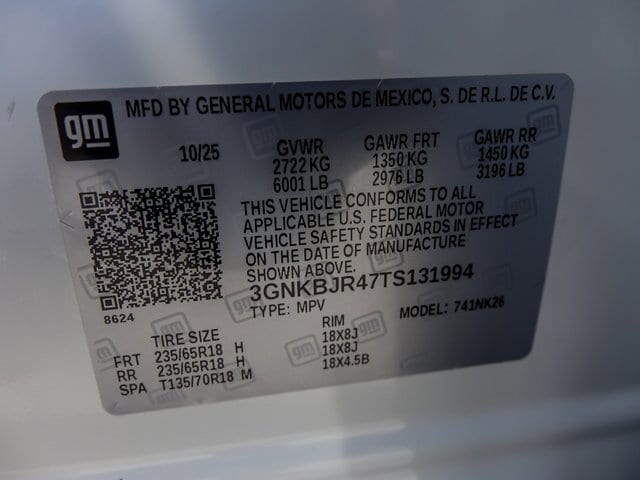 gm
MFD BY GENERAL MOTORS DE MEXICO, S. DE R.L. DE C.V.
10/25 GVWR GAWR FRT GAWR RR
2722 KG 1350 KG 1450 KG
6001 LB 2976 LB 3196 LB
THIS VEHICLE CONFORMS TO ALL
APPLICABLE U.S. FEDERAL MOTOR
VEHICLE SAFETY STANDARDS IN EFFECT
ON THE DATE OF MANUFACTURE
SHOWN ABOVE.
3GNKBJR47TS131994
8624 TYPE: MPV MODEL: 741NK26
TIRE SIZE RIM
FRT 235/65R18 H 18X8J
RR 235/65R18 H 18X8J
SPA T135/70R18 M 18X4.5B